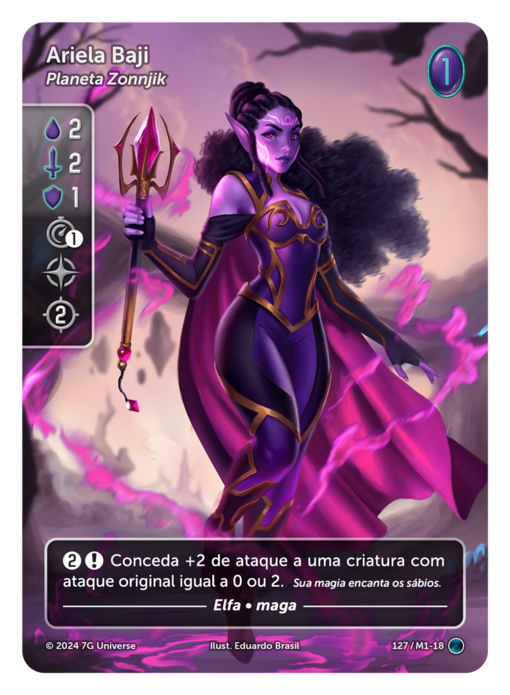 Ariela Baji
Planeta Zonnjik
1
2
2
1
1
2
2 ! Conceda +2 de ataque a uma criatura com
ataque original igual a 0 ou 2. Sua magia encanta os sábios.
Elfa • maga
© 2024 7G Universe Ilust. Eduardo Brasil 127 / M1-18